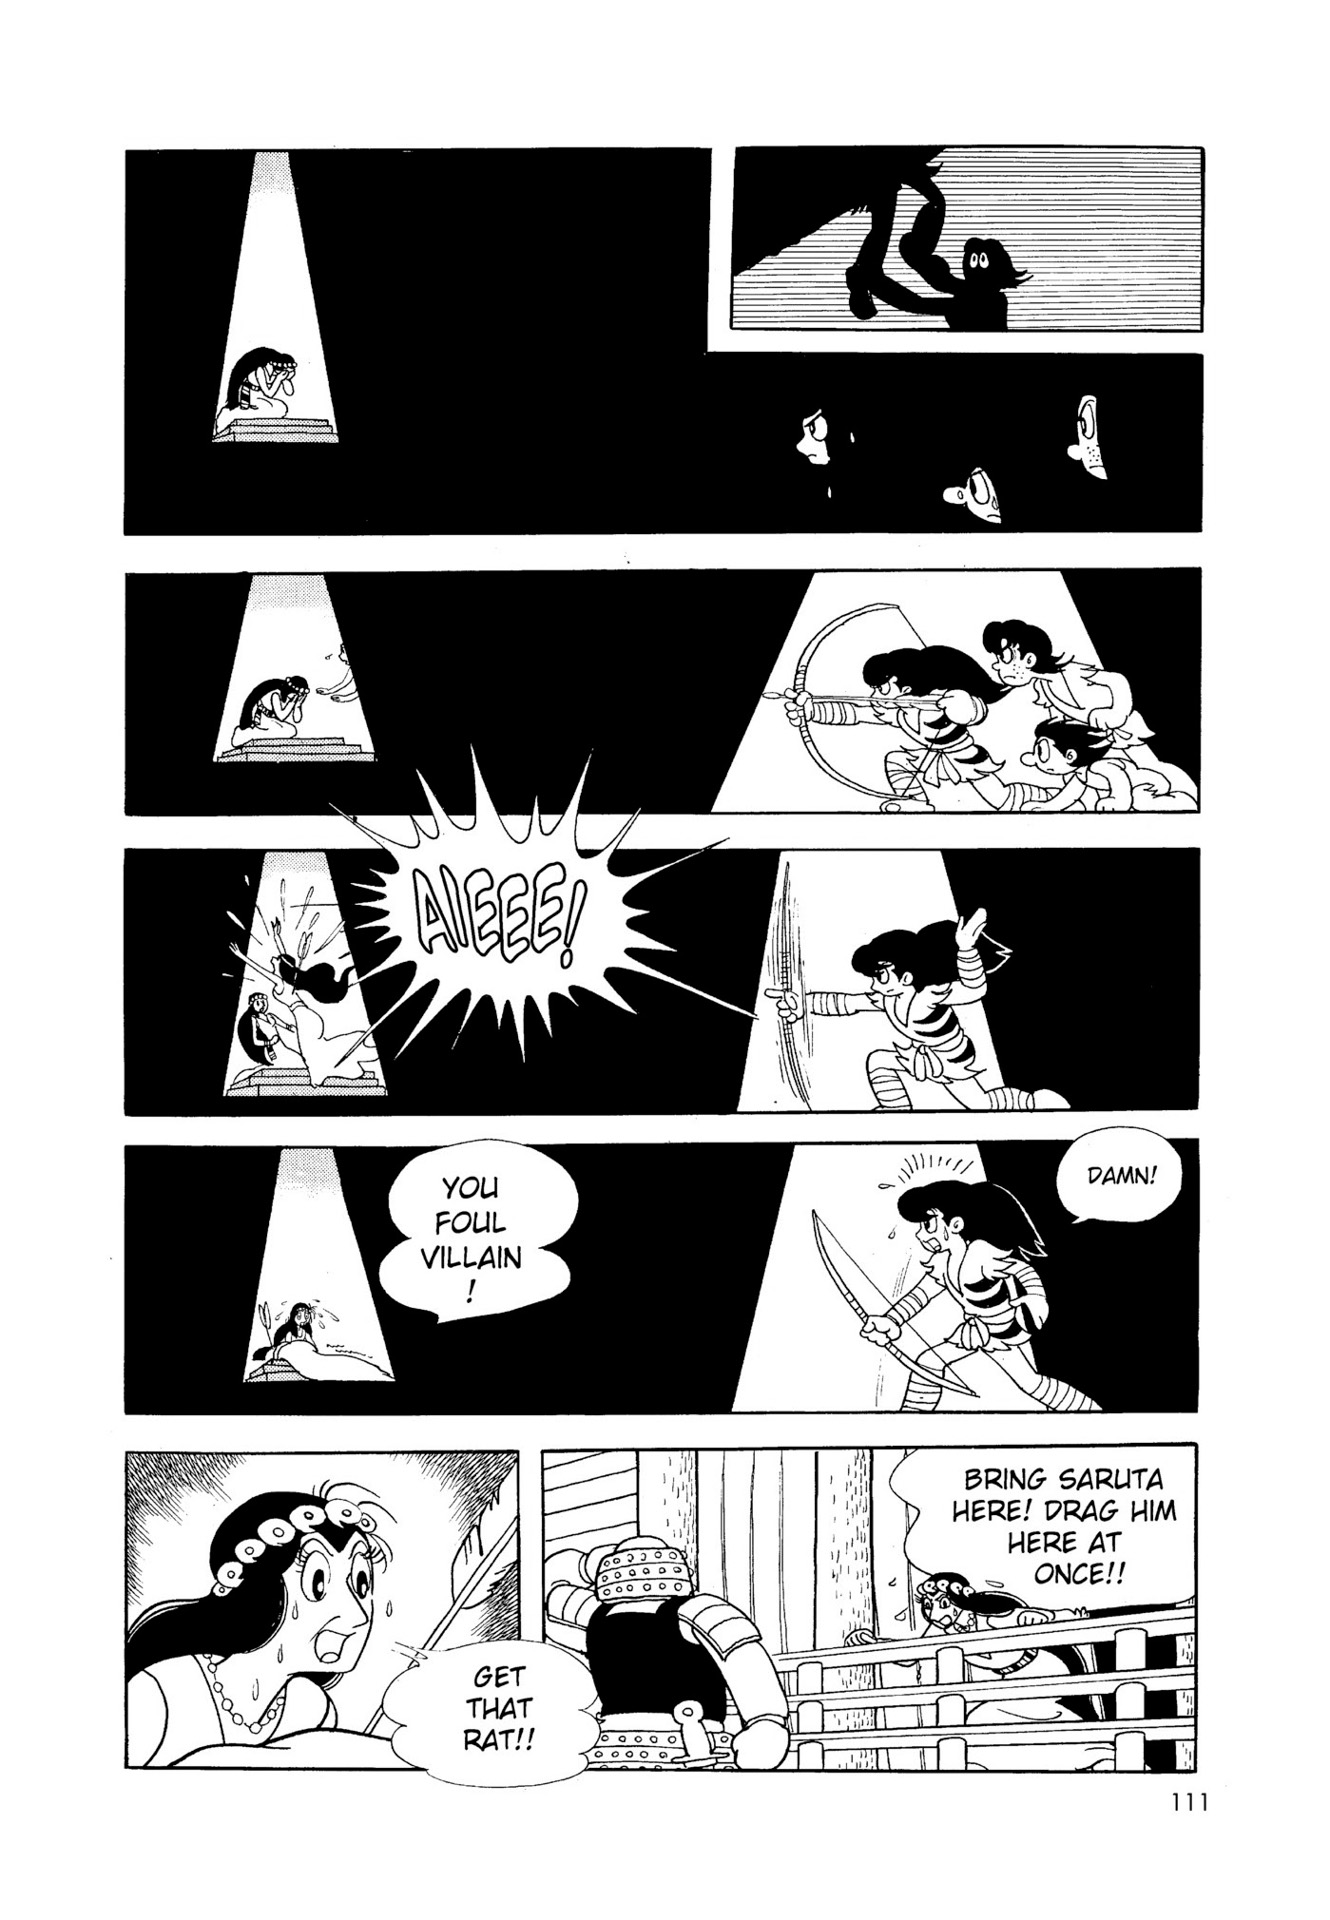 AIEEE!
DAMN!
YOU
FOUL
VILLAIN
!
BRING SARUTA
HERE! DRAG HIM
HERE AT
ONCE!!
GET
THAT
RAT!!
111